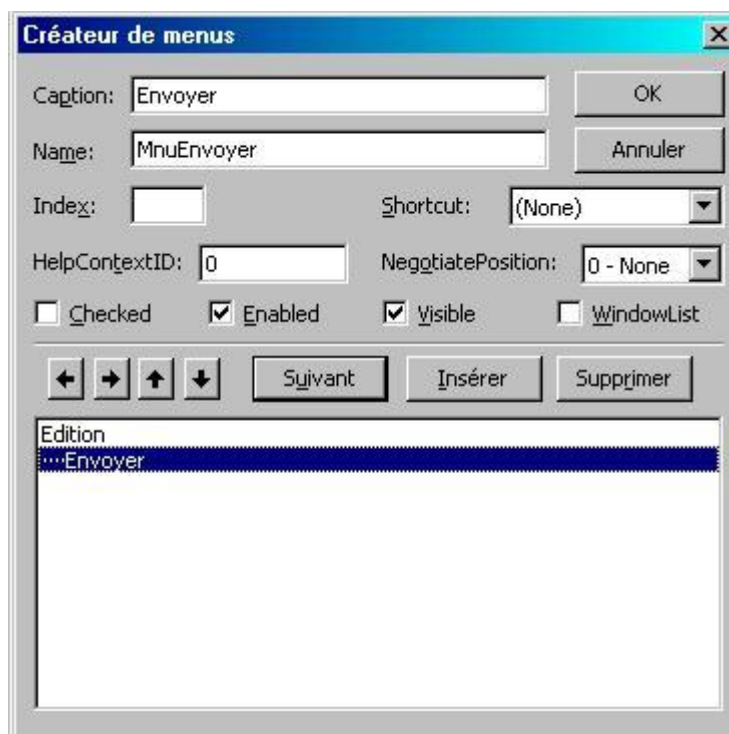 Créateur de menus
Caption: Envoyer OK
Name: MnuEnvoyer Annuler
Index: Shortcut: (None)
HelpContextID: 0 NegotiatePosition: 0 - None
Checked Enabled Visible WindowList
Suivant Insérer Supprimer
Edition
····Envoyer